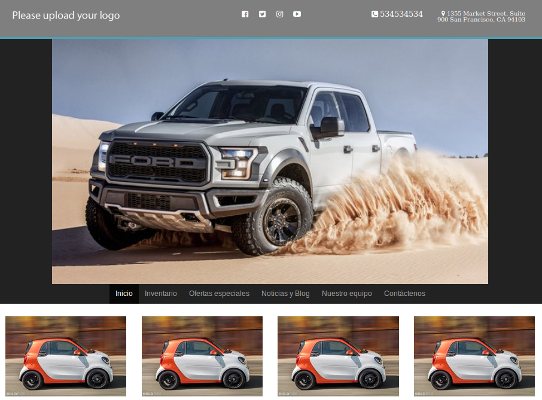 Please upload your logo
534534534
1355 Market Street, Suite
900 San Francisco, CA 94103
FORD
Inicio Inventario Ofertas especiales Noticias y Blog Nuestro equipo Contáctenos